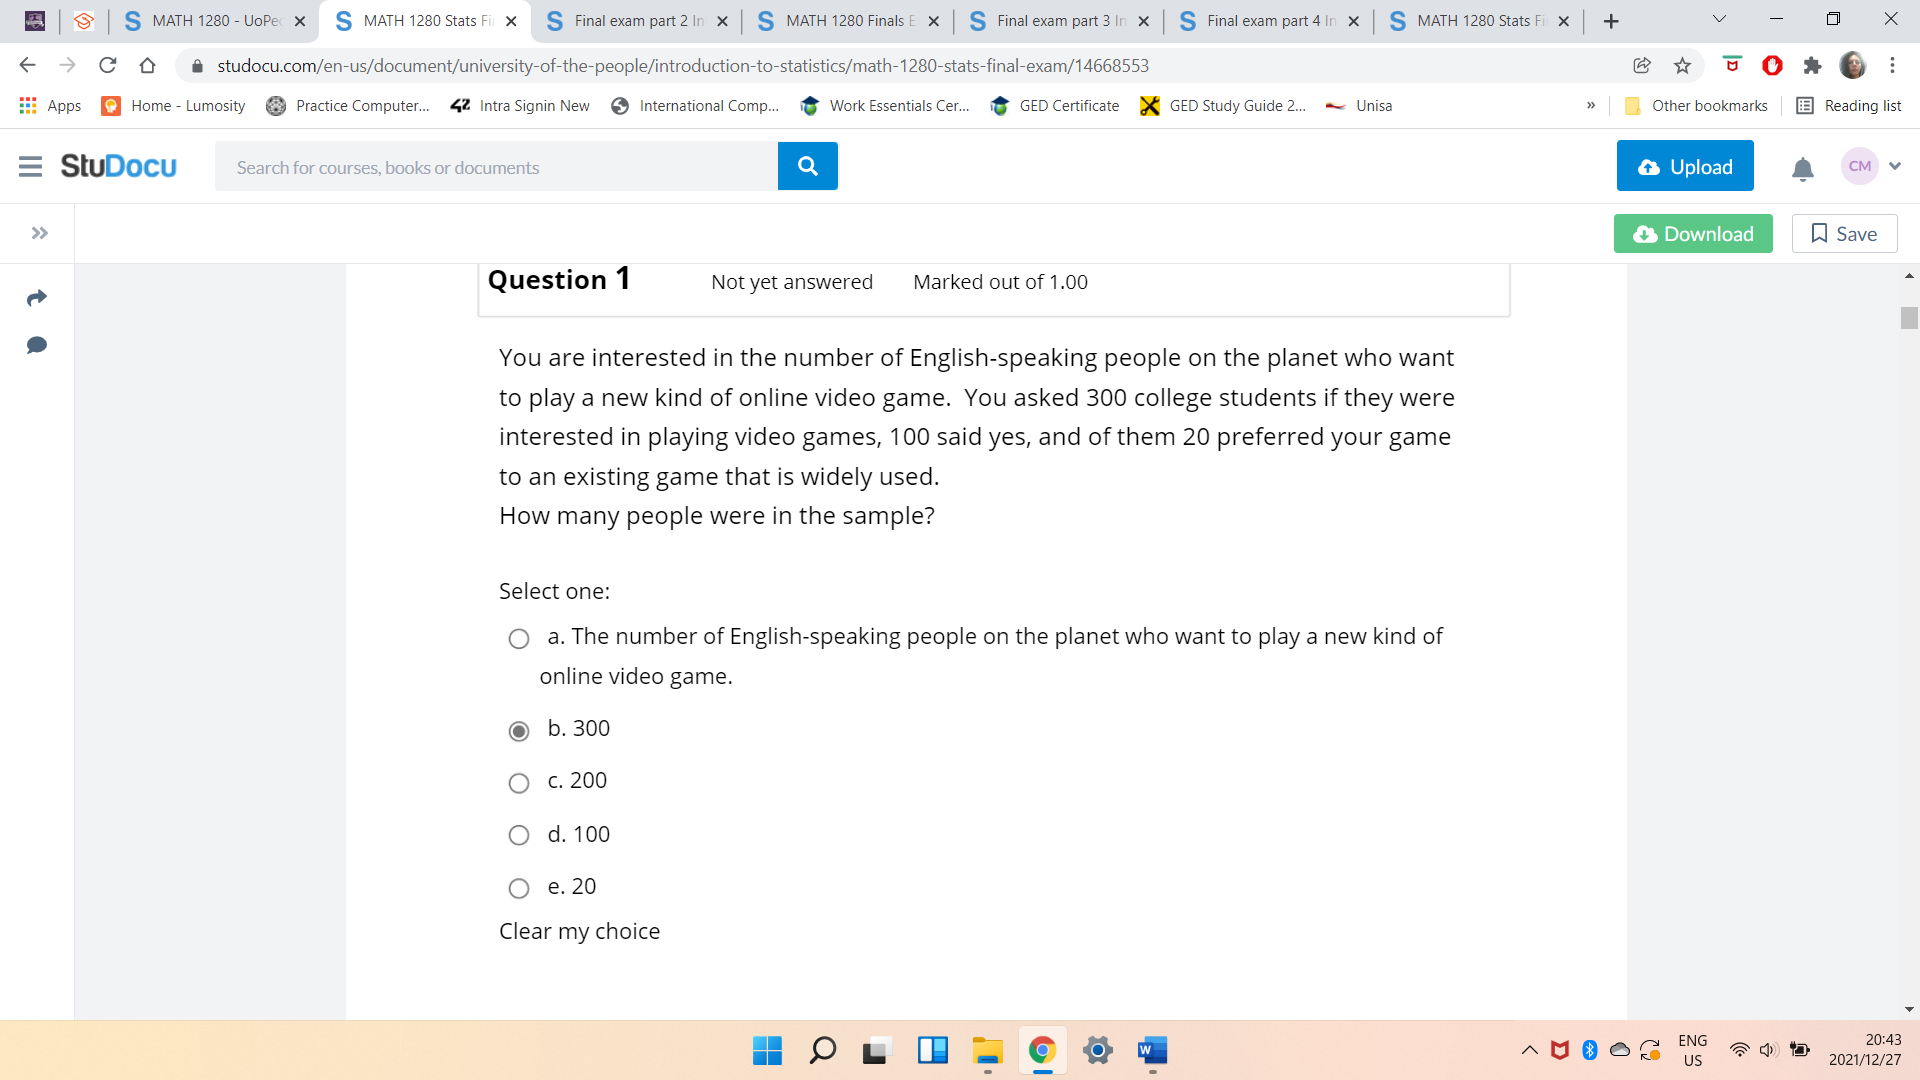 MATH 1280 - UoPeo
MATH 1280 Stats Fin
Final exam part 2 In
MATH 1280 Finals E
Final exam part 3 In
Final exam part 4 In
MATH 1280 Stats Fi
studocu.com/en-us/document/university-of-the-people/introduction-to-statistics/math-1280-stats-final-exam/14668553
Apps
Home - Lumosity
Practice Computer...
42 Intra Signin New
International Comp...
Work Essentials Cer...
GED Certificate
GED Study Guide 2...
Unisa
»
Other bookmarks
Reading list
StuDocu
Search for courses, books or documents
Upload
CM
Download
Save
Question 1 Not yet answered Marked out of 1.00
You are interested in the number of English-speaking people on the planet who want
to play a new kind of online video game.  You asked 300 college students if they were
interested in playing video games, 100 said yes, and of them 20 preferred your game
to an existing game that is widely used.
How many people were in the sample?
Select one:
a. The number of English-speaking people on the planet who want to play a new kind of
online video game.
b. 300
c. 200
d. 100
e. 20
Clear my choice
ENG
US
20:43
2021/12/27